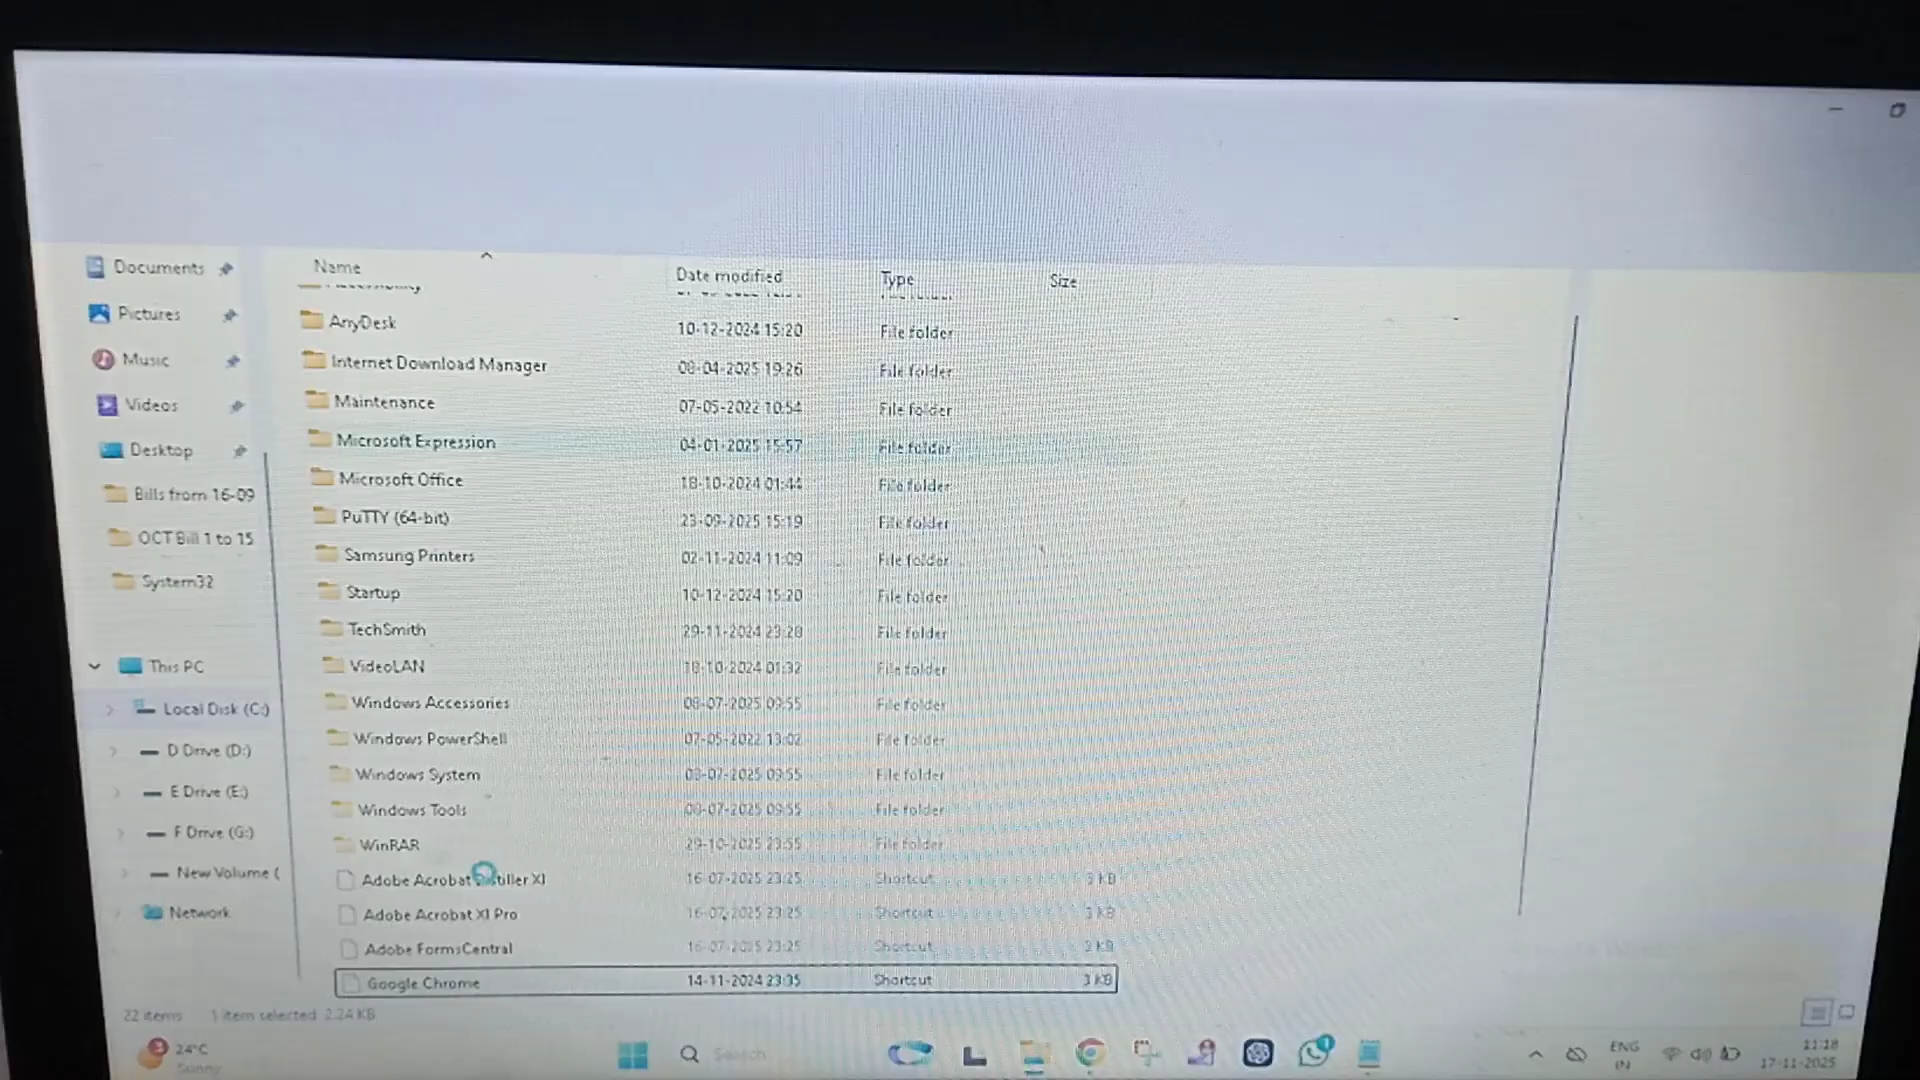 Name Date modified Type Size
Documents
AnyDesk 10-12-2024 15:20 File folder
Pictures
Internet Download Manager 08-04-2025 19:26 File folder
Music
Maintenance 07-05-2022 10:54 File folder
Videos
Microsoft Expression 04-01-2025 15:57 File folder
Desktop
Microsoft Office 18-10-2024 01:44 File folder
Bills from 16-09
PuTTY (64-bit) 23-09-2025 15:19 File folder
OCT Bill 1 to 15
Samsung Printers 02-11-2024 11:09 File folder
System32
Startup 10-12-2024 15:20 File folder
TechSmith 29-11-2024 23:28 File folder
This PC
VideoLAN 18-10-2024 01:32 File folder
Local Disk (C:)
Windows Accessories 08-07-2025 09:55 File folder
D Drive (D:)
Windows PowerShell 07-05-2022 13:02 File folder
Windows System 08-07-2025 09:55 File folder
E Drive (E:)
Windows Tools 08-07-2025 09:55 File folder
F Drive (G:)
WinRAR 29-10-2025 23:55 File folder
New Volume (
Adobe Acrobat XI 16-07-2025 23:25 Shortcut 3 KB
Network
Adobe Acrobat XI Pro 16-07-2025 23:25 Shortcut 3 KB
Adobe FormsCentral 16-07-2025 23:25 Shortcut KB
Google Chrome 14-11-2024 23:35 Shortcut 3 KB
22 items 1 item selected 2.24 KB
3
24°C
Sunny
Search
1
ENG
IN
11:18
17-11-2025